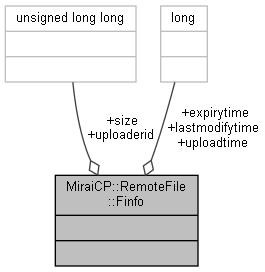 unsigned long long
long
+size
+uploaderid
+expirytime
+lastmodifytime
+uploadtime
MiraiCP::RemoteFile
::Finfo